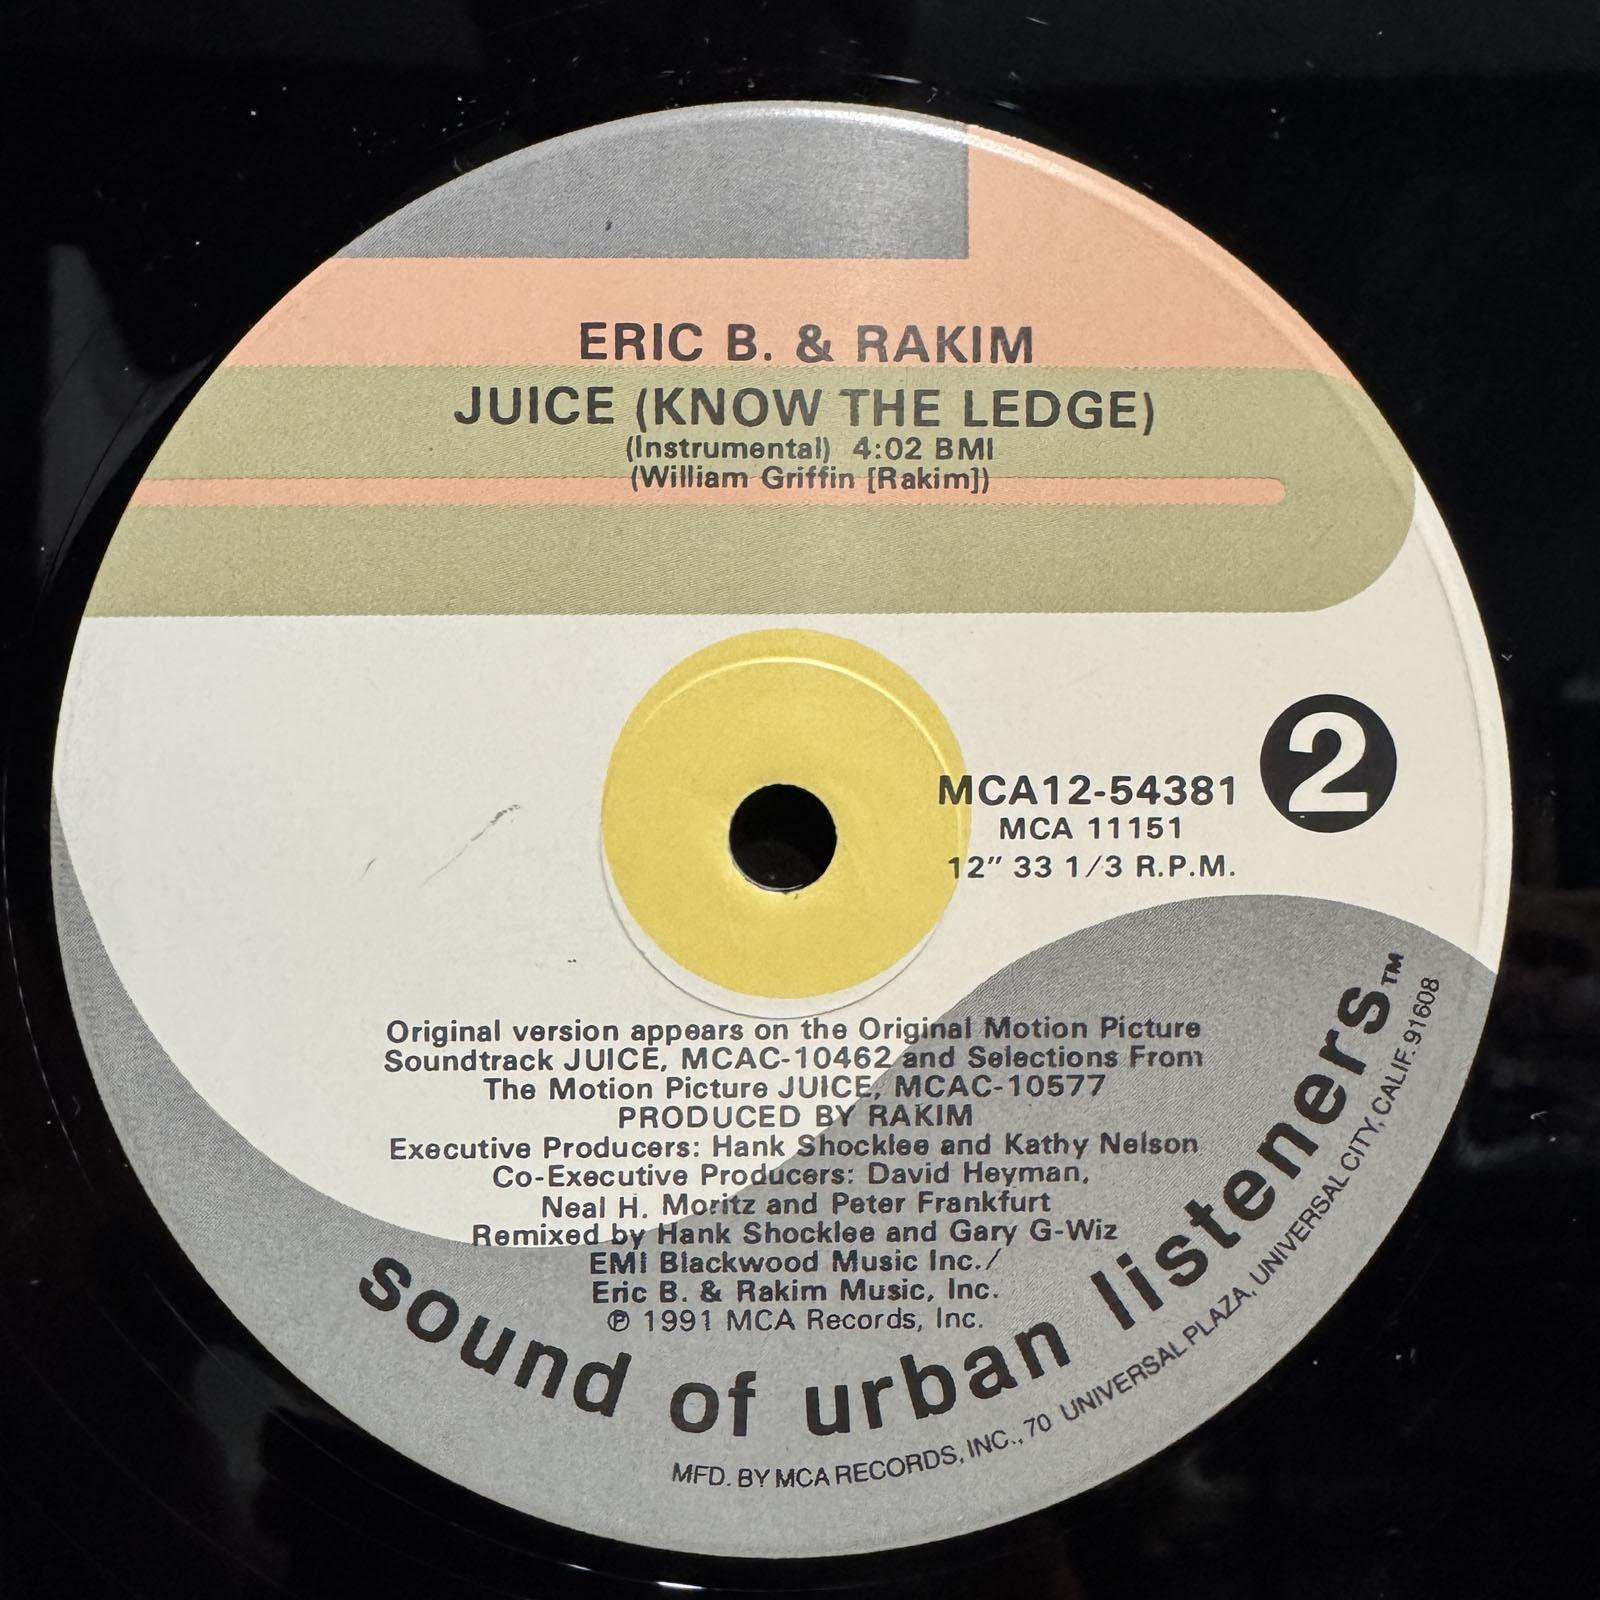 ERIC B. & RAKIM
JUICE (KNOW THE LEDGE)
(Instrumental) 4:02 BMI
(William Griffin [Rakim])
2
MCA12-54381
MCA 11151
12" 33 1/3 R.P.M.
Original version appears on the Original Motion Picture
Soundtrack JUICE, MCAC-10462 and Selections From
The Motion Picture JUICE, MCAC-10577
PRODUCED BY RAKIM
Executive Producers: Hank Shocklee and Kathy Nelson
Co-Executive Producers: David Heyman,
Neal H. Moritz and Peter Frankfurt
Remixed by Hank Shocklee and Gary G-Wiz
EMI Blackwood Music Inc./
Eric B. & Rakim Music, Inc.
℗ 1991 MCA Records, Inc.
sound of urban listeners™
MFD. BY MCA RECORDS, INC., 70 UNIVERSAL PLAZA, UNIVERSAL CITY, CALIF. 91608